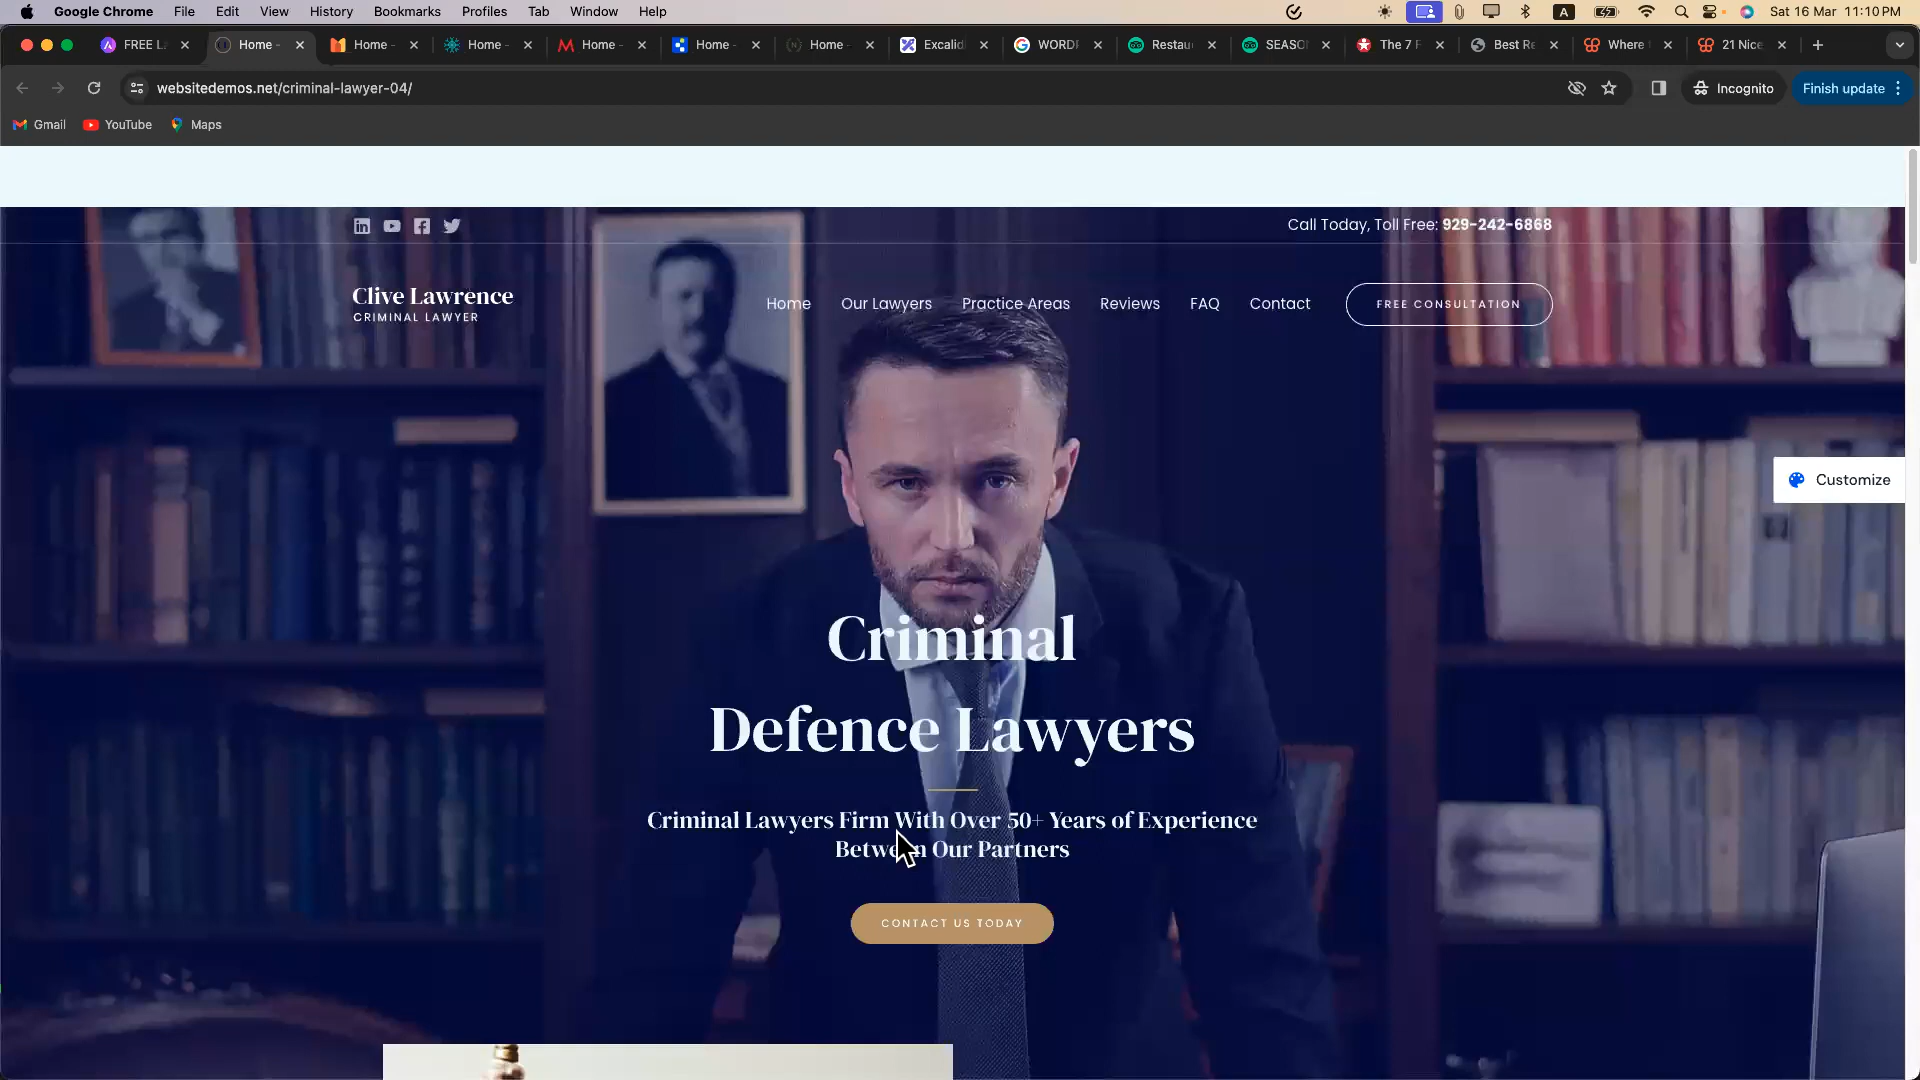 Google Chrome File Edit View History Bookmarks Profiles Tab Window Help A Sat 16 Mar 11:10 PM
FREE L Home - Home - Home - Home - Home - Home - Excalid WORDP Restau SEASO The 7 F Best Re Where 21 Nice
websitedemos.net/criminal-lawyer-04/ Incognito Finish update
Gmail YouTube Maps
Call Today, Toll Free: 929-242-6868
Clive Lawrence
CRIMINAL LAWYER
Home Our Lawyers Practice Areas Reviews FAQ Contact FREE CONSULTATION
Customize
Criminal
Defence Lawyers
Criminal Lawyers Firm With Over 50+ Years of Experience
Between Our Partners
CONTACT US TODAY